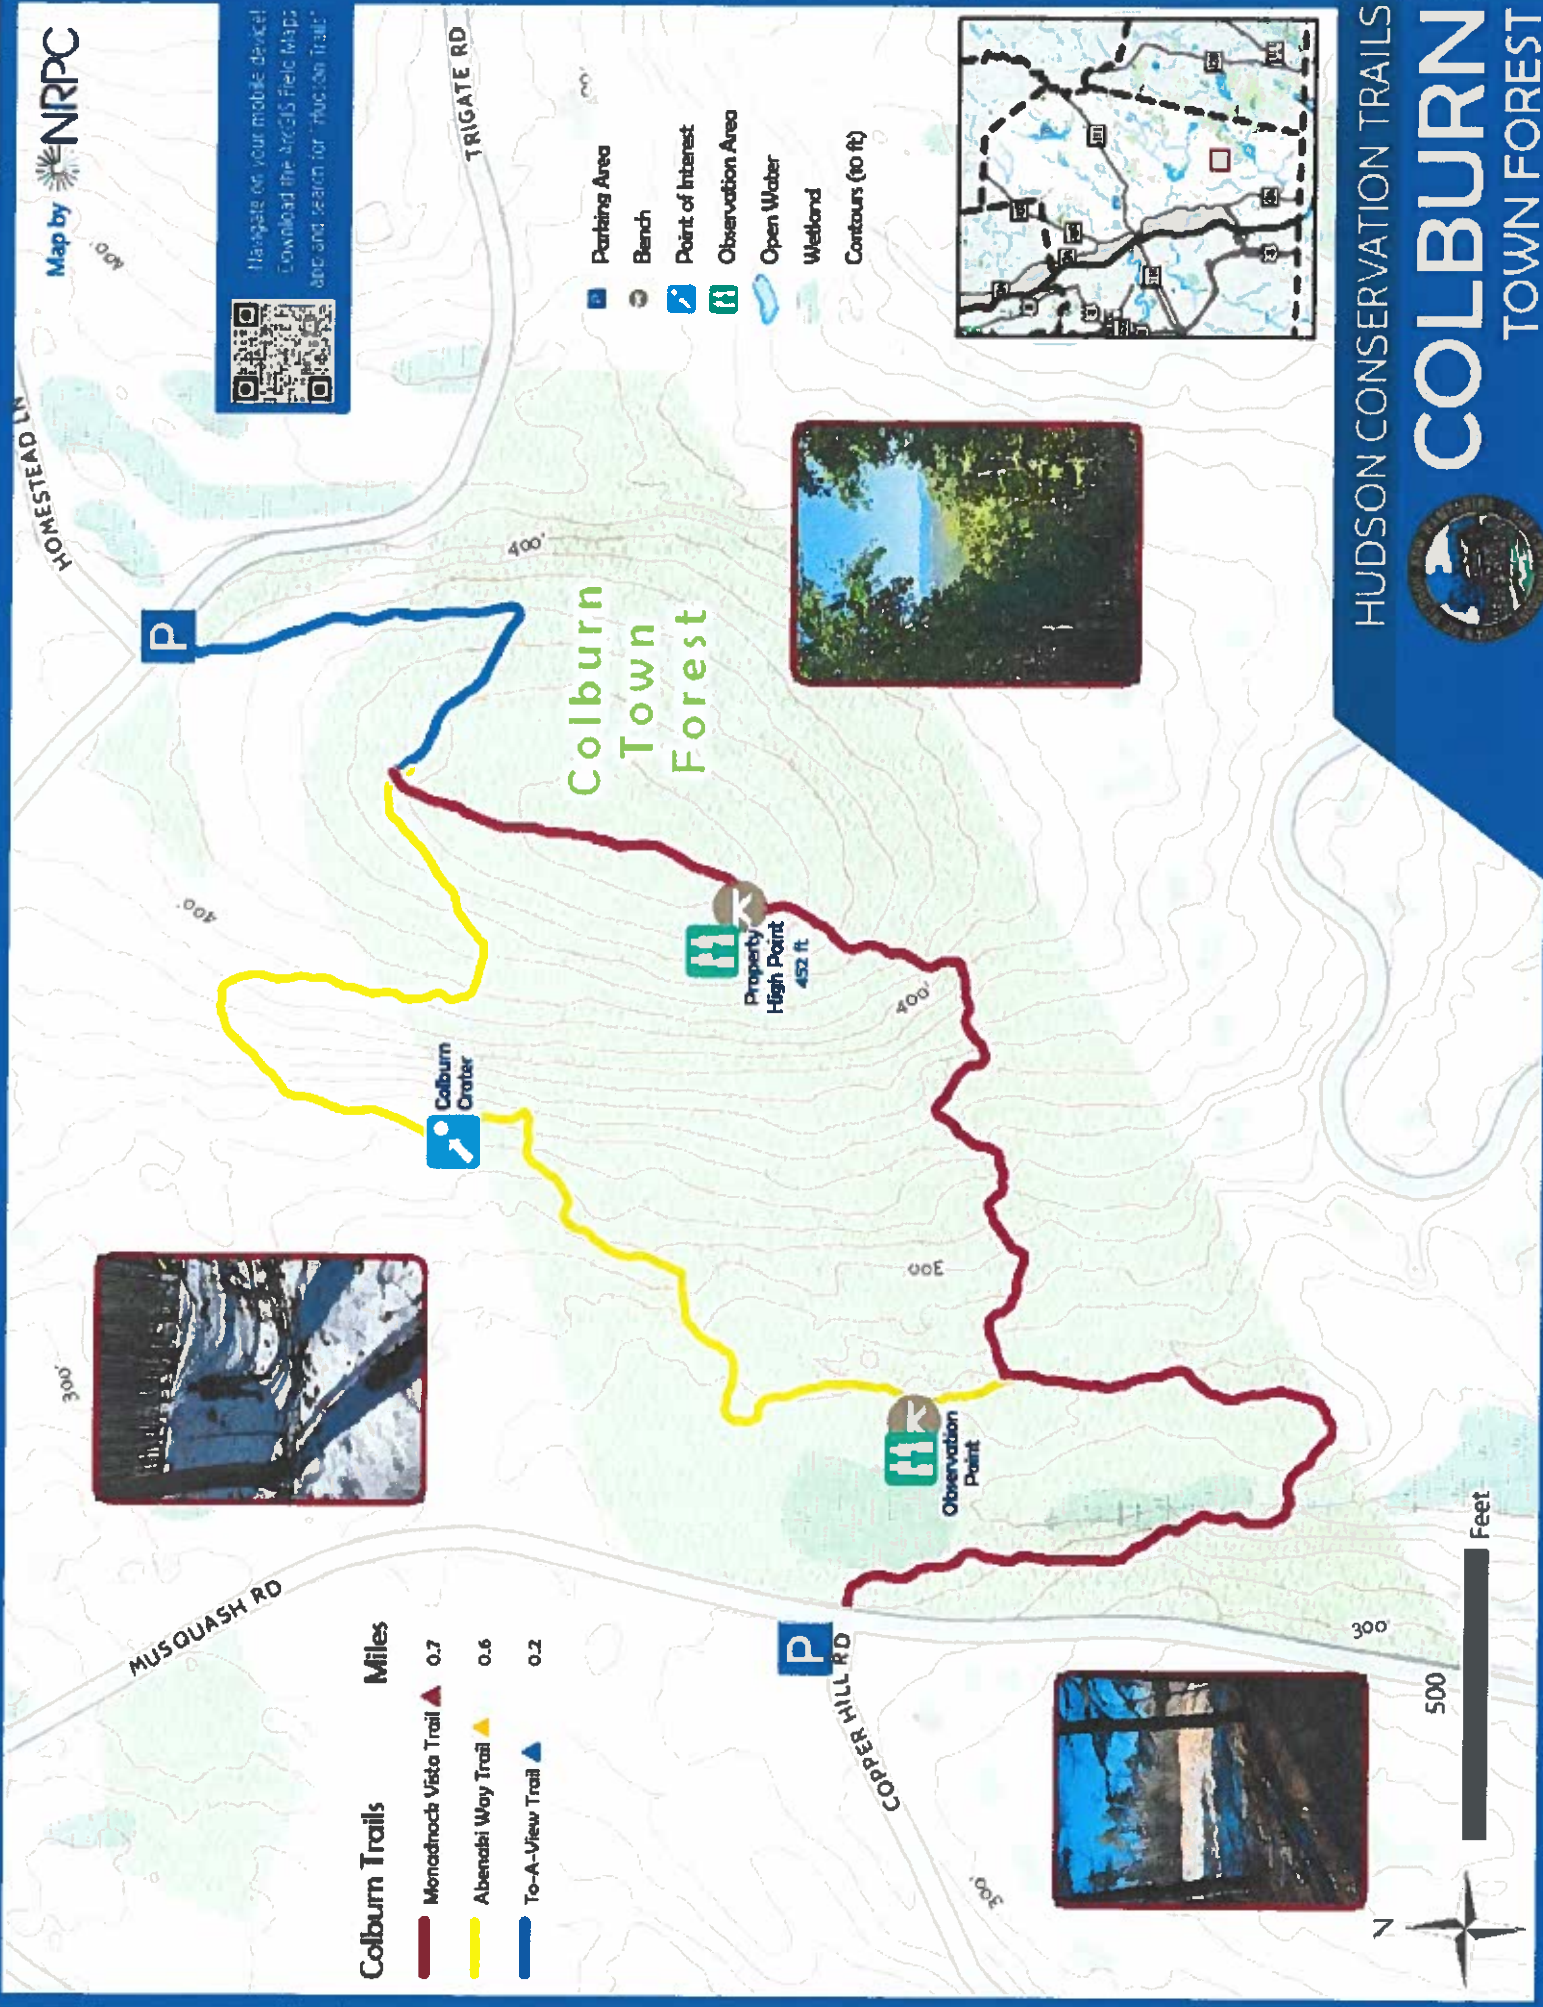 HUDSON CONSERVATION TRAILS
COLBURN
TOWN FOREST
Map by NRPC
Navigate on your mobile device!
Download the ArcGIS Field Maps
app and search for "Hudson Trails"
Colburn Trails Miles
Monadnock Vista Trail 0.7
Abenaki Way Trail 0.6
To-A-View Trail 0.2
P Parking Area
Bench
Point of Interest
Observation Area
Open Water
Wetland
Contours (10 ft)
MUSQUASH RD
COPPER HILL RD
HOMESTEAD LN
TRIGATE RD
P
P
Colburn
Town
Forest
Colburn
Crater
Property
High Point
452 ft
Observation
Point
300'
400'
400'
400'
400'
300
300'
300'
111
500
Feet